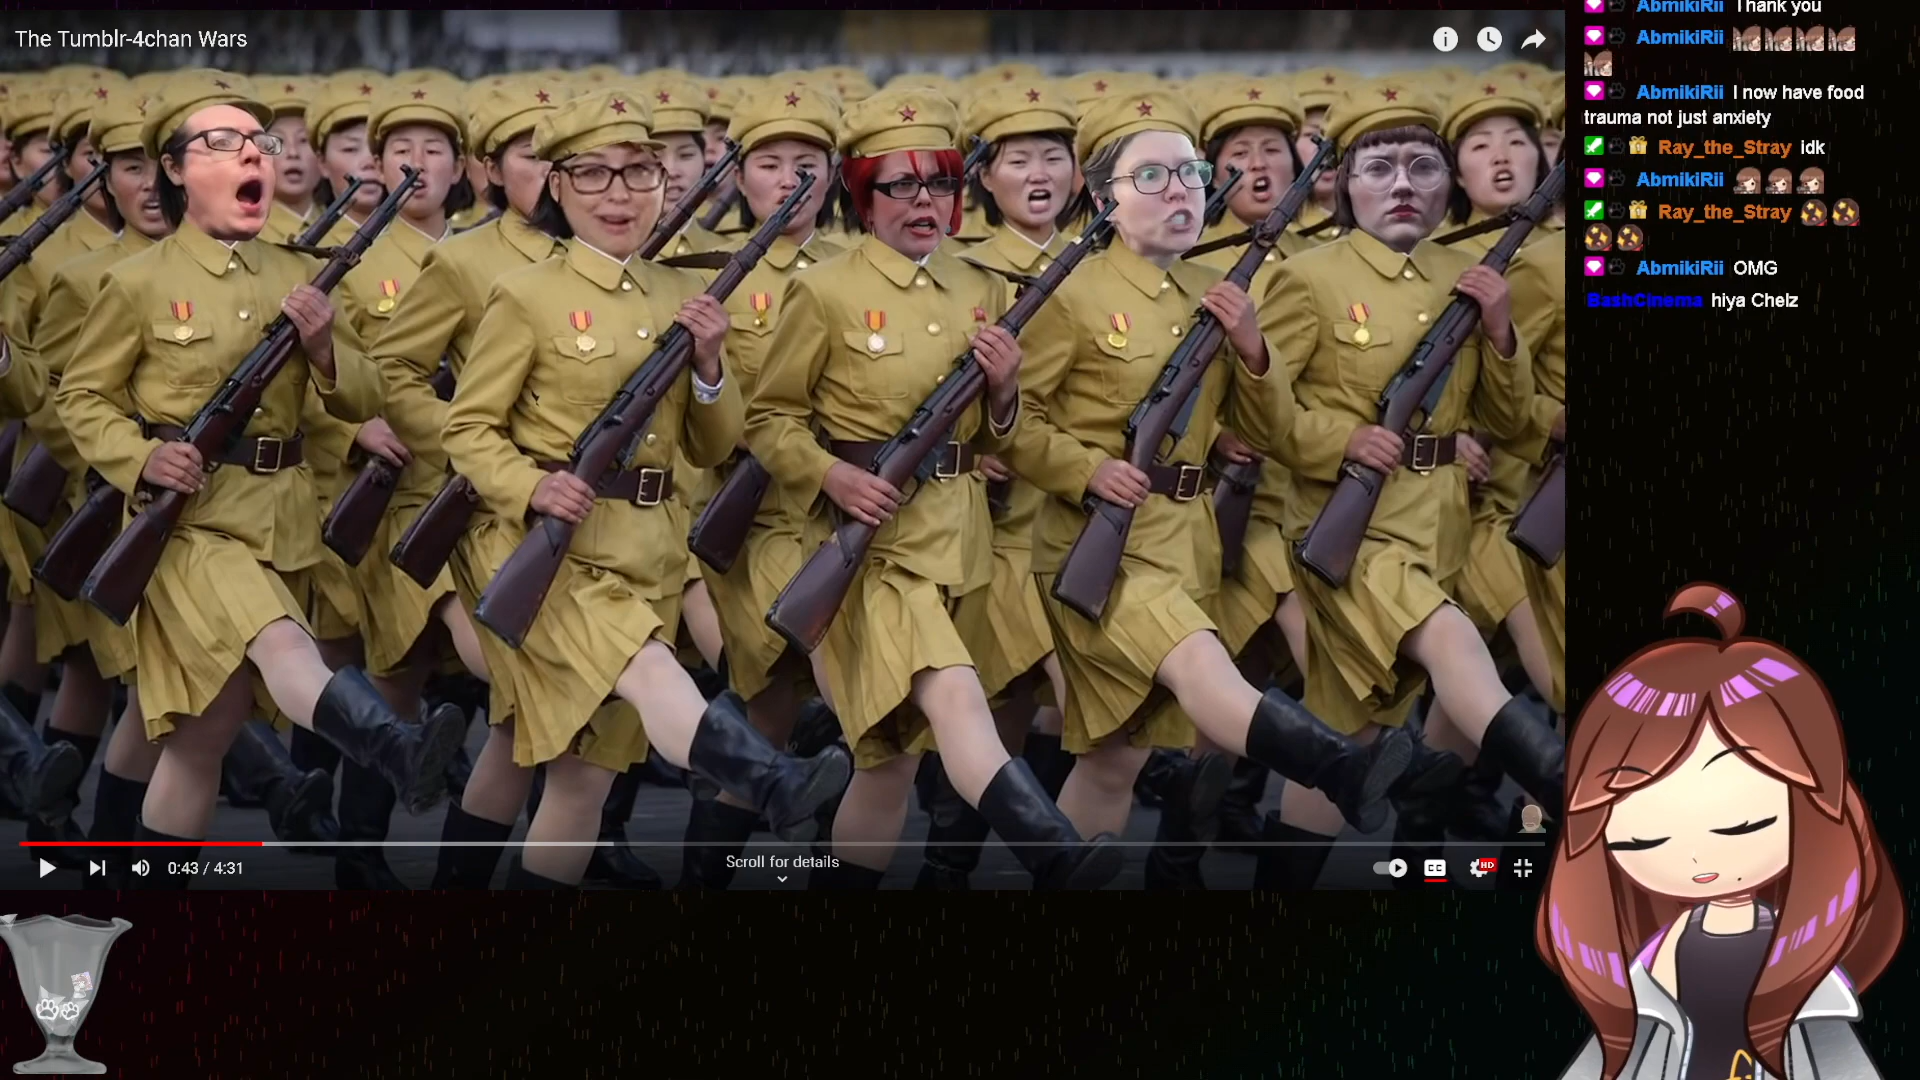 The Tumblr-4chan Wars
AbmikiRii Thank you
AbmikiRii
AbmikiRii I now have food
trauma not just anxiety
Ray_the_Stray idk
AbmikiRii
Ray_the_Stray
AbmikiRii OMG
BashCinema hiya Chelz
Scroll for details
0:43 / 4:31
CC
HD